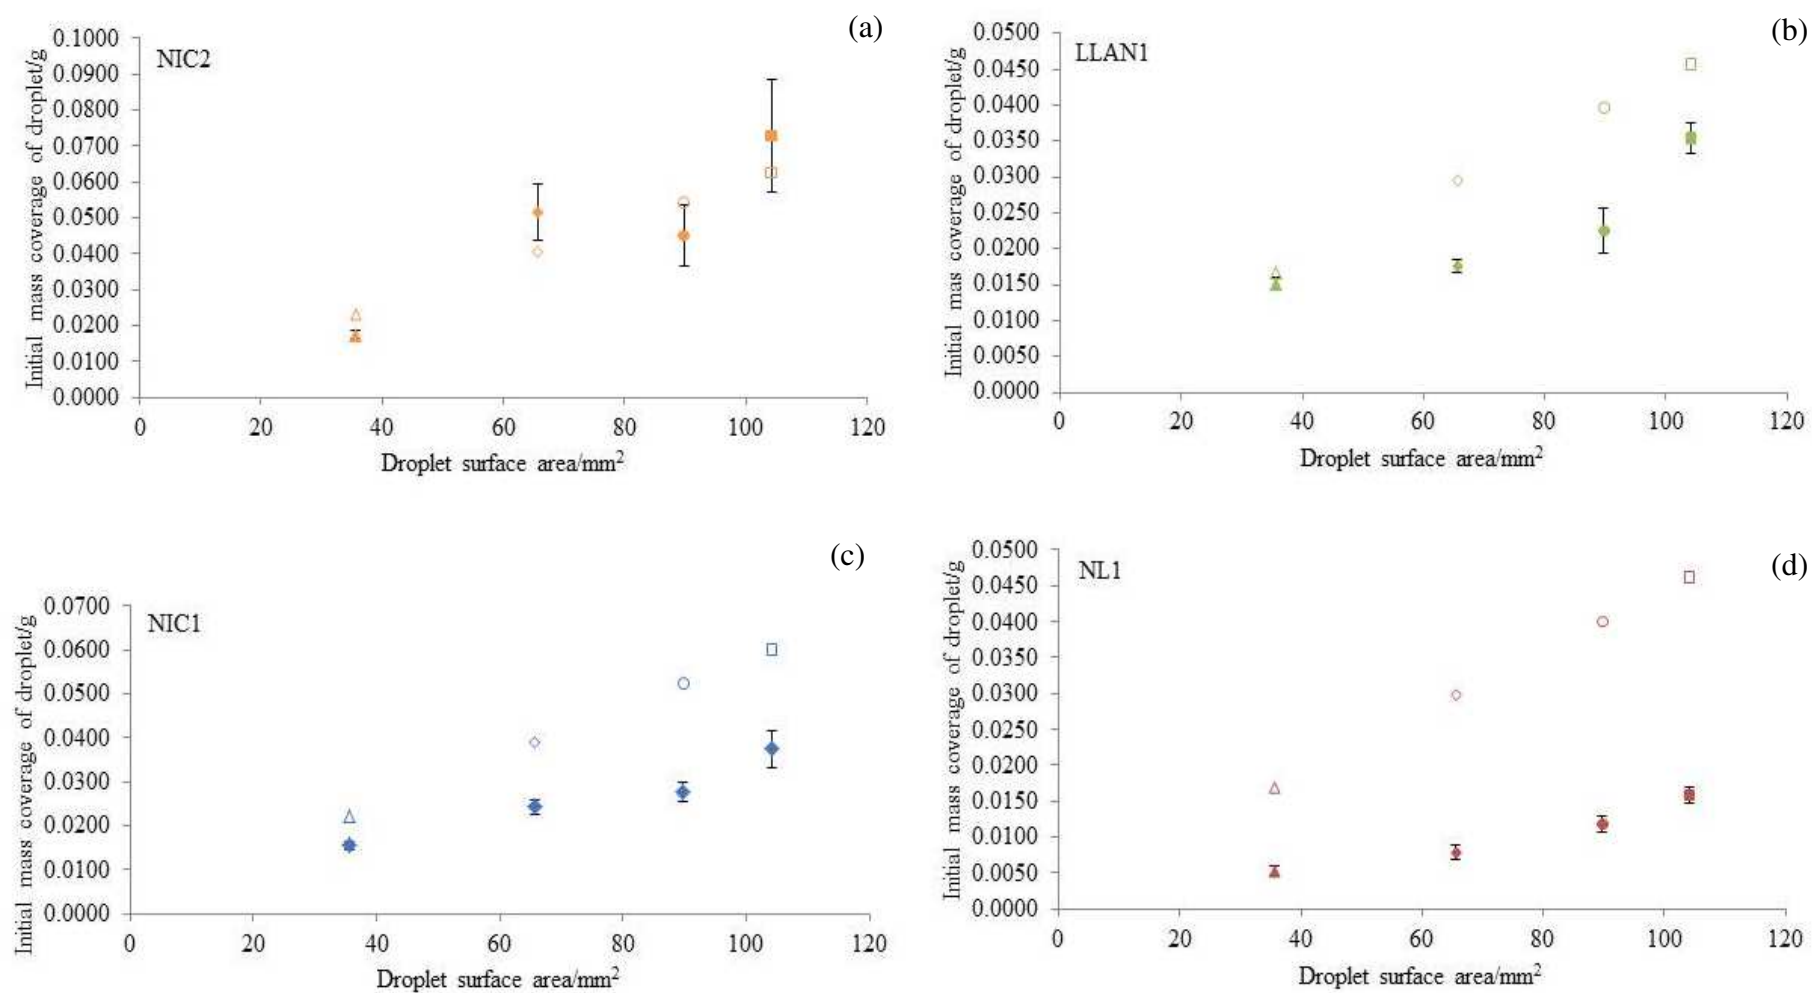 (a)
NIC2
Initial mass coverage of droplet/g
0.1000
0.0900
0.0800
0.0700
0.0600
0.0500
0.0400
0.0300
0.0200
0.0100
0.0000
0 20 40 60 80 100 120
Droplet surface area/mm²
(b)
LLAN1
Initial mas coverage of droplet/g
0.0500
0.0450
0.0400
0.0350
0.0300
0.0250
0.0200
0.0150
0.0100
0.0050
0.0000
0 20 40 60 80 100 120
Droplet surface area/mm²
(c)
NIC1
Initial mass coverage of droplet/g
0.0700
0.0600
0.0500
0.0400
0.0300
0.0200
0.0100
0.0000
0 20 40 60 80 100 120
Droplet surface area/mm²
(d)
NL1
Initial mass coverage of droplet/g
0.0500
0.0450
0.0400
0.0350
0.0300
0.0250
0.0200
0.0150
0.0100
0.0050
0.0000
0 20 40 60 80 100 120
Droplet surface area/mm²